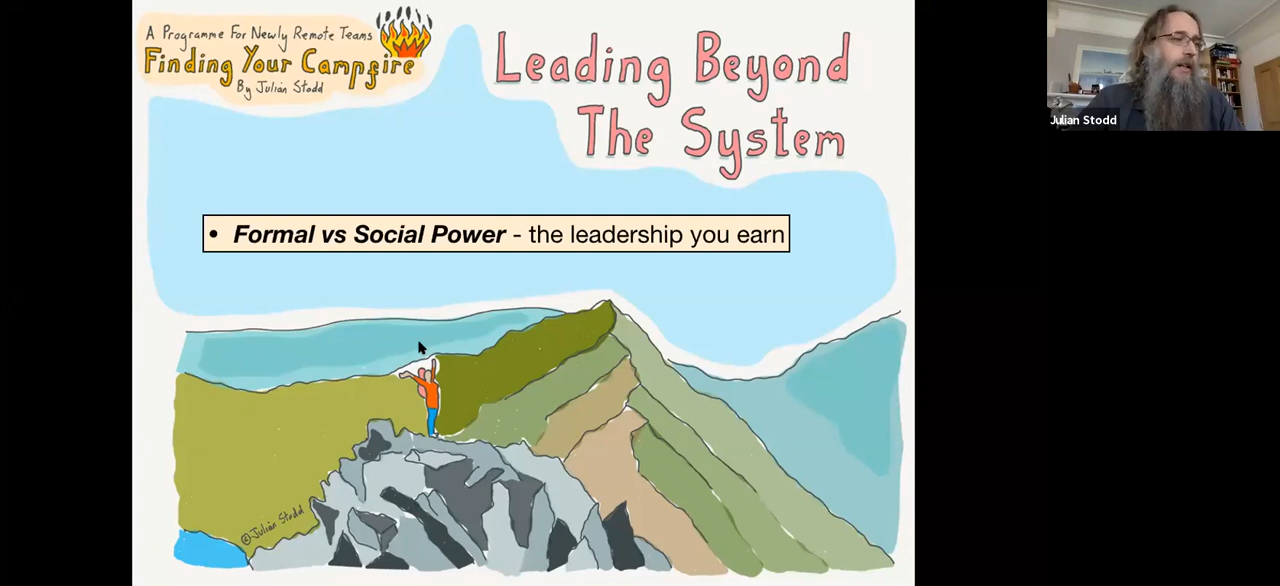 A Programme For Newly Remote Teams
Finding Your Campfire
By Julian Stodd
Leading Beyond
The System
• Formal vs Social Power - the leadership you earn
©Julian Stodd
Julian Stodd